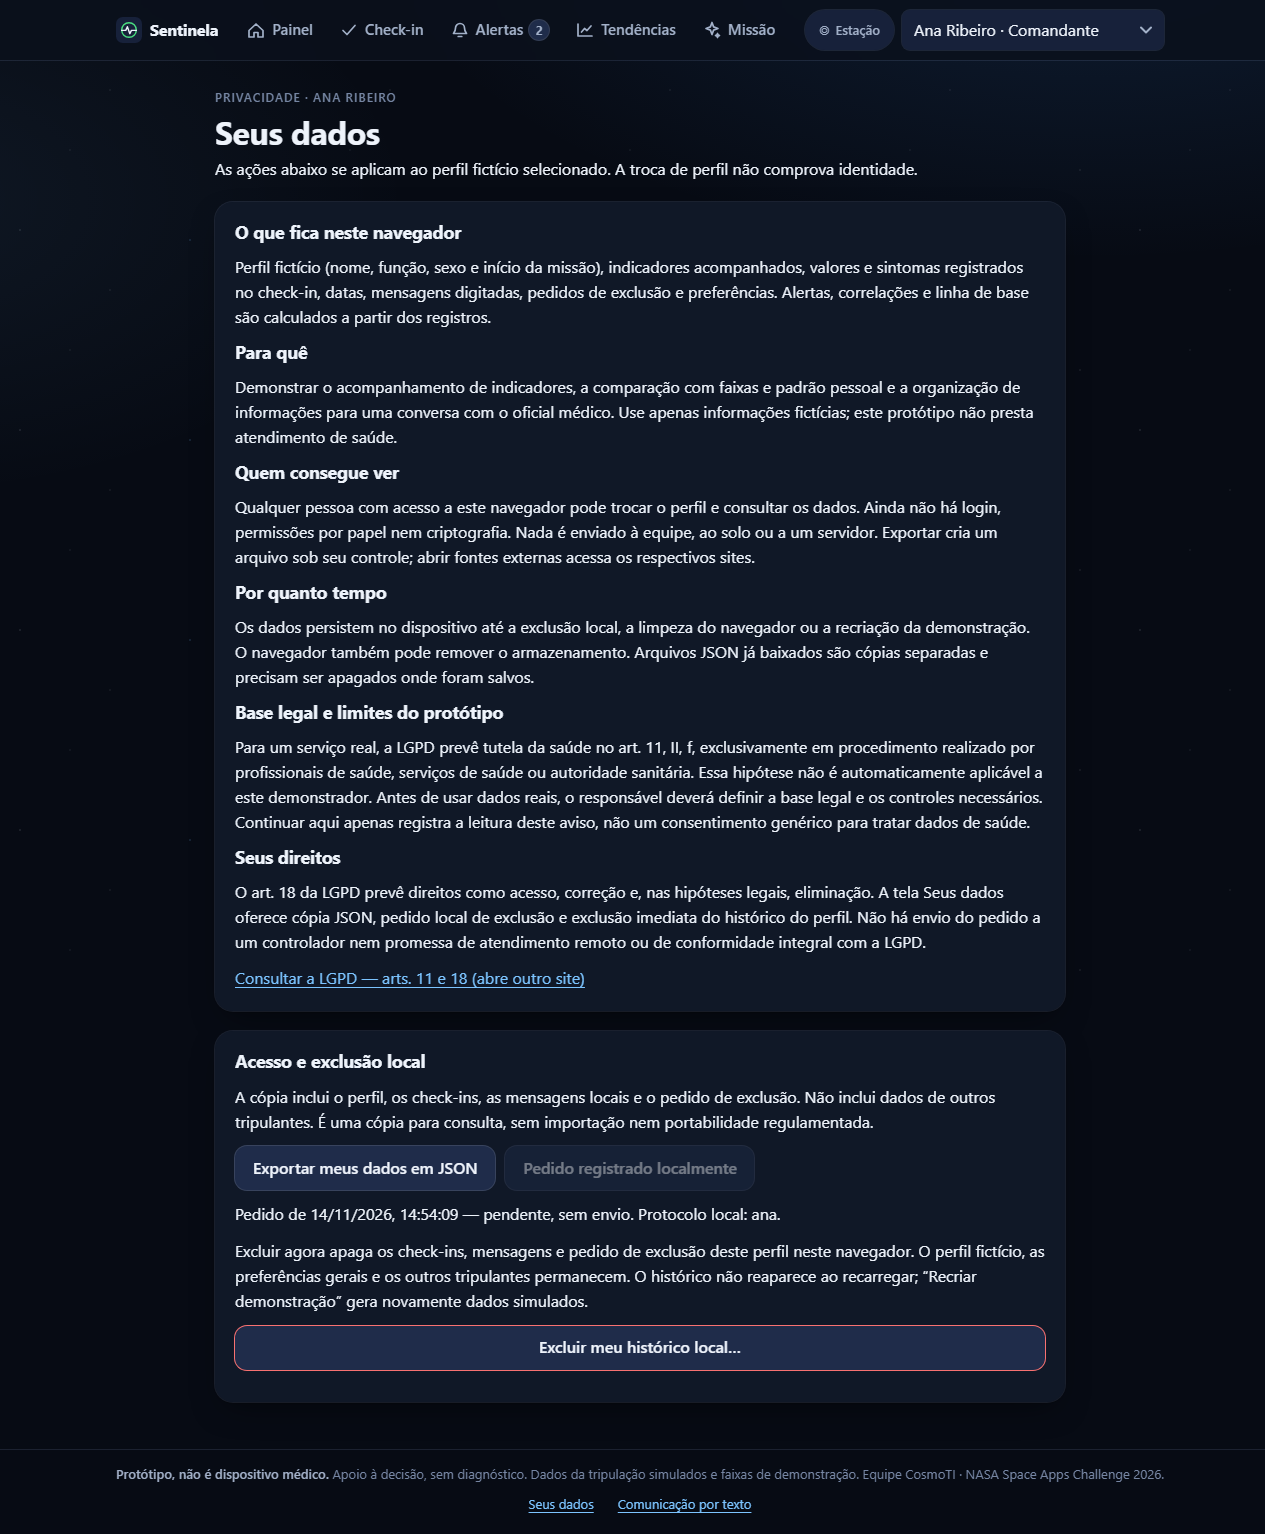 Sentinela
Painel
Check-in
Alertas 2
Tendências
Missão
Estação
Ana Ribeiro · Comandante
PRIVACIDADE · ANA RIBEIRO
Seus dados
As ações abaixo se aplicam ao perfil fictício selecionado. A troca de perfil não comprova identidade.
O que fica neste navegador
Perfil fictício (nome, função, sexo e início da missão), indicadores acompanhados, valores e sintomas registrados
no check-in, datas, mensagens digitadas, pedidos de exclusão e preferências. Alertas, correlações e linha de base
são calculados a partir dos registros.
Para quê
Demonstrar o acompanhamento de indicadores, a comparação com faixas e padrão pessoal e a organização de
informações para uma conversa com o oficial médico. Use apenas informações fictícias; este protótipo não presta
atendimento de saúde.
Quem consegue ver
Qualquer pessoa com acesso a este navegador pode trocar o perfil e consultar os dados. Ainda não há login,
permissões por papel nem criptografia. Nada é enviado à equipe, ao solo ou a um servidor. Exportar cria um
arquivo sob seu controle; abrir fontes externas acessa os respectivos sites.
Por quanto tempo
Os dados persistem no dispositivo até a exclusão local, a limpeza do navegador ou a recriação da demonstração.
O navegador também pode remover o armazenamento. Arquivos JSON já baixados são cópias separadas e
precisam ser apagados onde foram salvos.
Base legal e limites do protótipo
Para um serviço real, a LGPD prevê tutela da saúde no art. 11, II, f, exclusivamente em procedimento realizado por
profissionais de saúde, serviços de saúde ou autoridade sanitária. Essa hipótese não é automaticamente aplicável a
este demonstrador. Antes de usar dados reais, o responsável deverá definir a base legal e os controles necessários.
Continuar aqui apenas registra a leitura deste aviso, não um consentimento genérico para tratar dados de saúde.
Seus direitos
O art. 18 da LGPD prevê direitos como acesso, correção e, nas hipóteses legais, eliminação. A tela Seus dados
oferece cópia JSON, pedido local de exclusão e exclusão imediata do histórico do perfil. Não há envio do pedido a
um controlador nem promessa de atendimento remoto ou de conformidade integral com a LGPD.
Consultar a LGPD — arts. 11 e 18 (abre outro site)
Acesso e exclusão local
A cópia inclui o perfil, os check-ins, as mensagens locais e o pedido de exclusão. Não inclui dados de outros
tripulantes. É uma cópia para consulta, sem importação nem portabilidade regulamentada.
Exportar meus dados em JSON
Pedido registrado localmente
Pedido de 14/11/2026, 14:54:09 — pendente, sem envio. Protocolo local: ana.
Excluir agora apaga os check-ins, mensagens e pedido de exclusão deste perfil neste navegador. O perfil fictício, as
preferências gerais e os outros tripulantes permanecem. O histórico não reaparece ao recarregar; “Recriar
demonstração” gera novamente dados simulados.
Excluir meu histórico local...
Protótipo, não é dispositivo médico. Apoio à decisão, sem diagnóstico. Dados da tripulação simulados e faixas de demonstração. Equipe CosmoTI · NASA Space Apps Challenge 2026.
Seus dados
Comunicação por texto